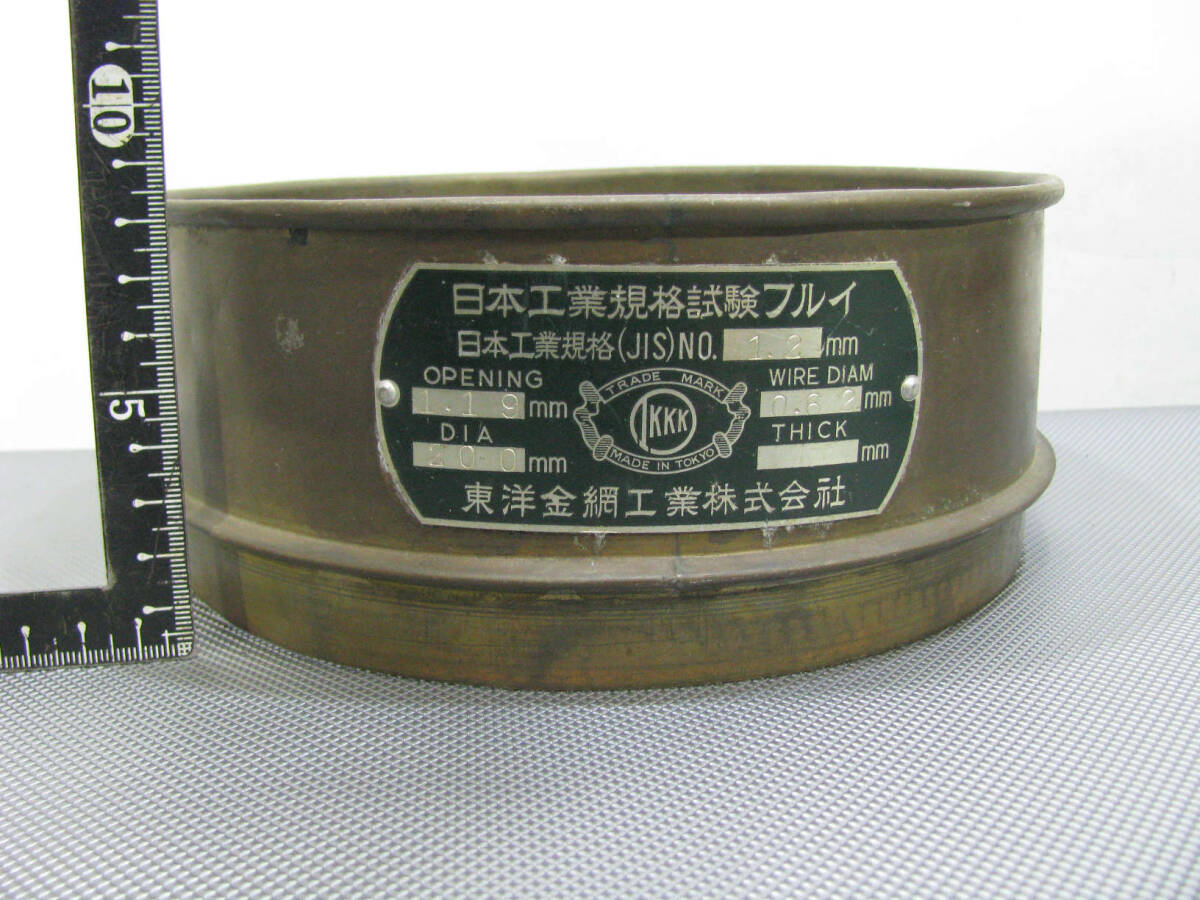 10
5
日本工業規格試験フルイ
日本工業規格(JIS)NO. 1.2 mm
OPENING WIRE DIAM
1.19 mm 0.62 mm
DIA THICK
200 mm mm
TRADE MARK
TKKK
MADE IN TOKYO
東洋金網工業株式会社